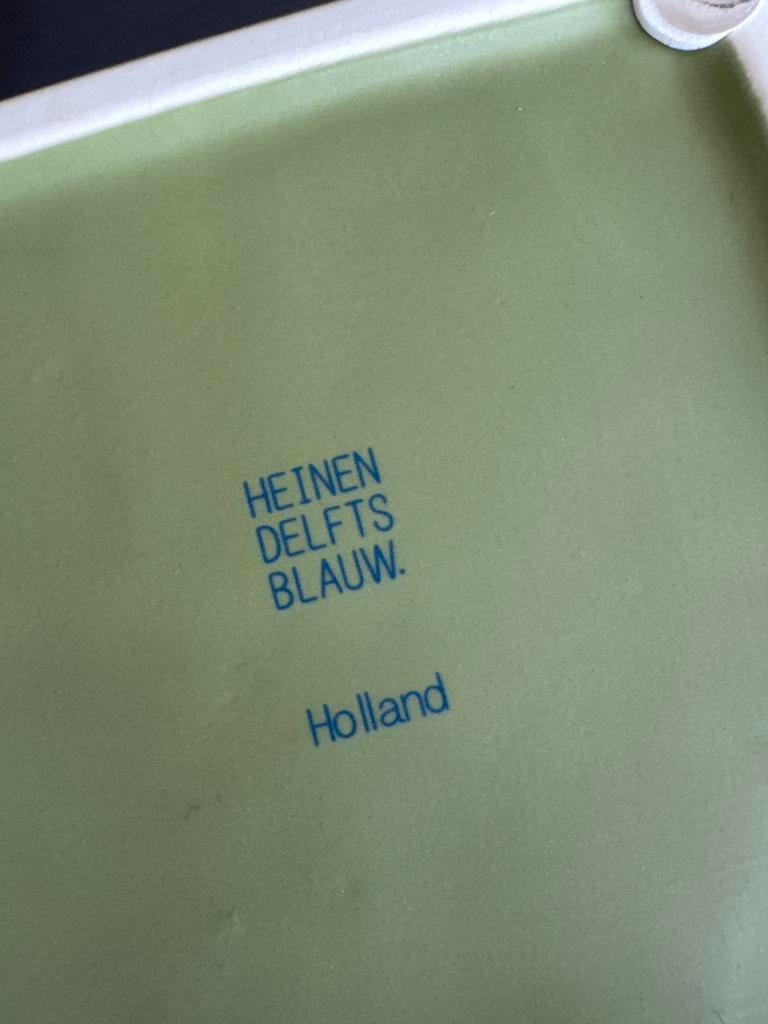 HEINEN
DELFTS
BLAUW.
Holland